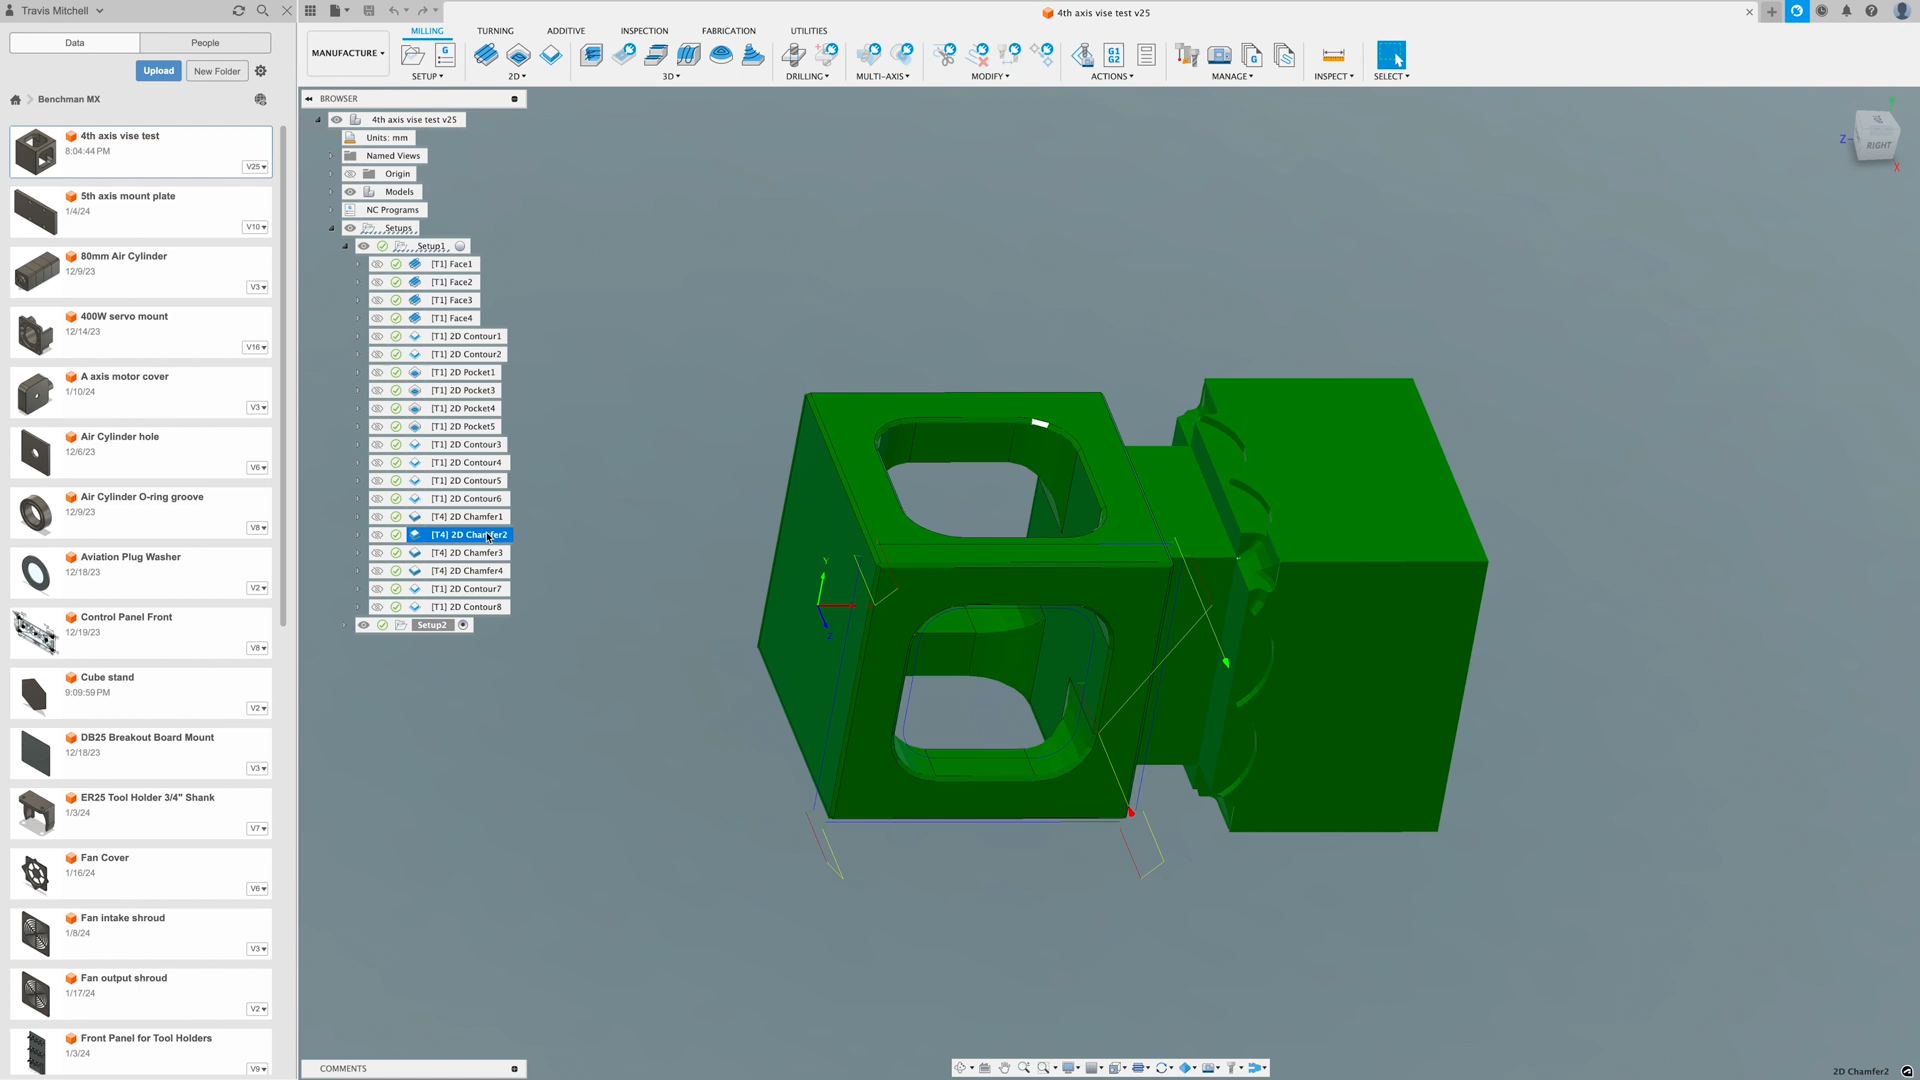 Travis Mitchell
4th axis vise test v25
Data
People
Upload
New Folder
Benchman MX
4th axis vise test
8:04:44 PM
V25
5th axis mount plate
1/4/24
V10
80mm Air Cylinder
12/9/23
V3
400W servo mount
12/14/23
V16
A axis motor cover
1/10/24
V3
Air Cylinder hole
12/6/23
V6
Air Cylinder O-ring groove
12/9/23
V8
Aviation Plug Washer
12/18/23
V2
Control Panel Front
12/19/23
V8
Cube stand
9:09:59 PM
V2
DB25 Breakout Board Mount
12/18/23
V3
ER25 Tool Holder 3/4" Shank
1/3/24
V7
Fan Cover
1/16/24
V6
Fan intake shroud
1/8/24
V3
Fan output shroud
1/17/24
V2
Front Panel for Tool Holders
1/3/24
V9
MANUFACTURE
MILLING
TURNING
ADDITIVE
INSPECTION
FABRICATION
UTILITIES
G
G1
G2
G
SETUP
2D
3D
DRILLING
MULTI-AXIS
MODIFY
ACTIONS
MANAGE
INSPECT
SELECT
BROWSER
4th axis vise test v25
Units: mm
Named Views
Origin
Models
NC Programs
Setups
Setup1
[T1] Face1
[T1] Face2
[T1] Face3
[T1] Face4
[T1] 2D Contour1
[T1] 2D Contour2
[T1] 2D Pocket1
[T1] 2D Pocket3
[T1] 2D Pocket4
[T1] 2D Pocket5
[T1] 2D Contour3
[T1] 2D Contour4
[T1] 2D Contour5
[T1] 2D Contour6
[T4] 2D Chamfer1
[T4] 2D Chamfer2
[T4] 2D Chamfer3
[T4] 2D Chamfer4
[T1] 2D Contour7
[T1] 2D Contour8
Setup2
Y
Z
Z
RIGHT
X
COMMENTS
2D Chamfer2